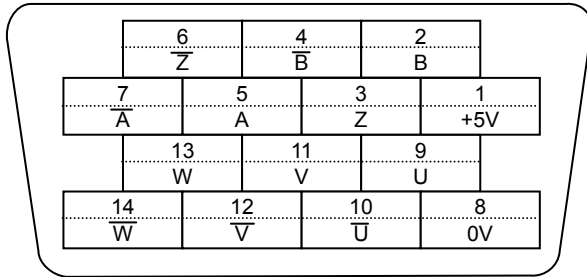 6 4 2
Z̅ B̅ B
7 5 3 1
A̅ A Z +5V
13 11 9
W V U
14 12 10 8
W̅ V̅ U̅ 0V